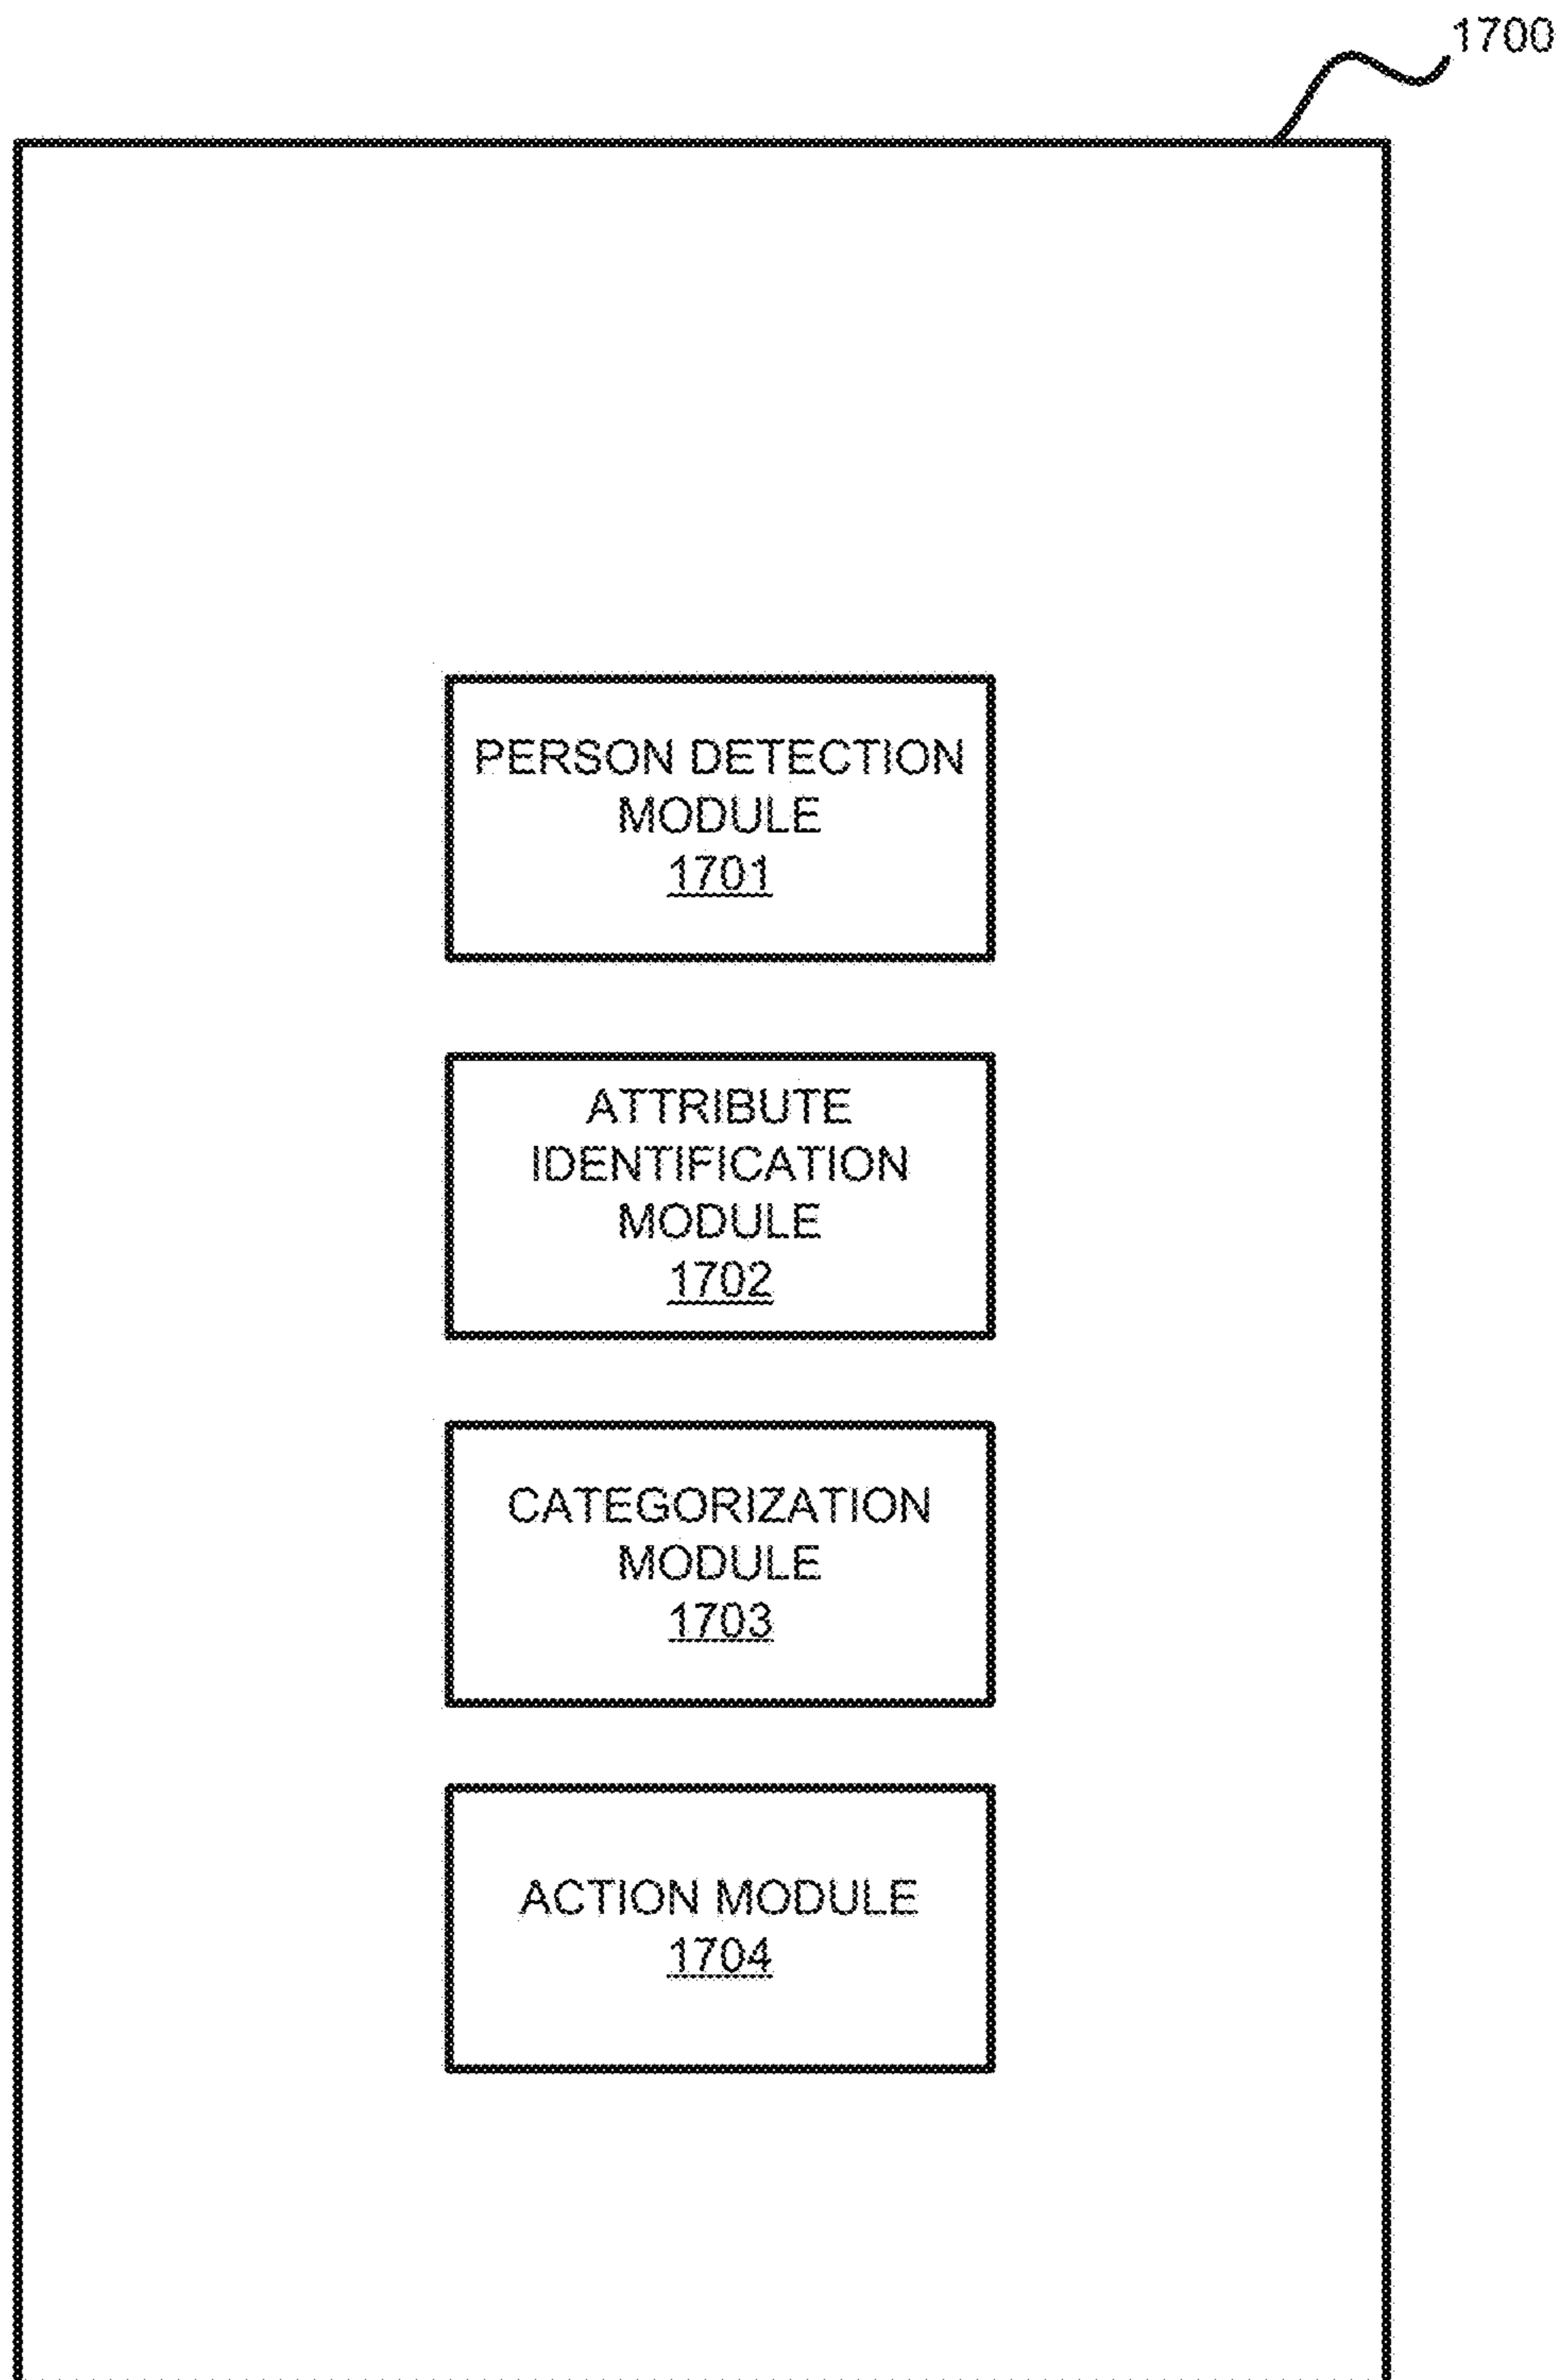 1700
PERSON DETECTION
MODULE
1701
ATTRIBUTE
IDENTIFICATION
MODULE
1702
CATEGORIZATION
MODULE
1703
ACTION MODULE
1704